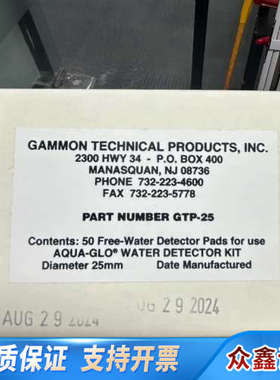 GAMMON TECHNICAL PRODUCTS, INC.
2300 HWY 34 - P.O. BOX 400
MANASQUAN, NJ 08736
PHONE 732-223-4600
FAX 732-223-5778
PART NUMBER GTP-25
Contents: 50 Free-Water Detector Pads for use
AQUA-GLO® WATER DETECTOR KIT
Diameter 25mm Date Manufactured
UG 29 2024
AUG 29 2024
品质保证 支持开票 众鑫